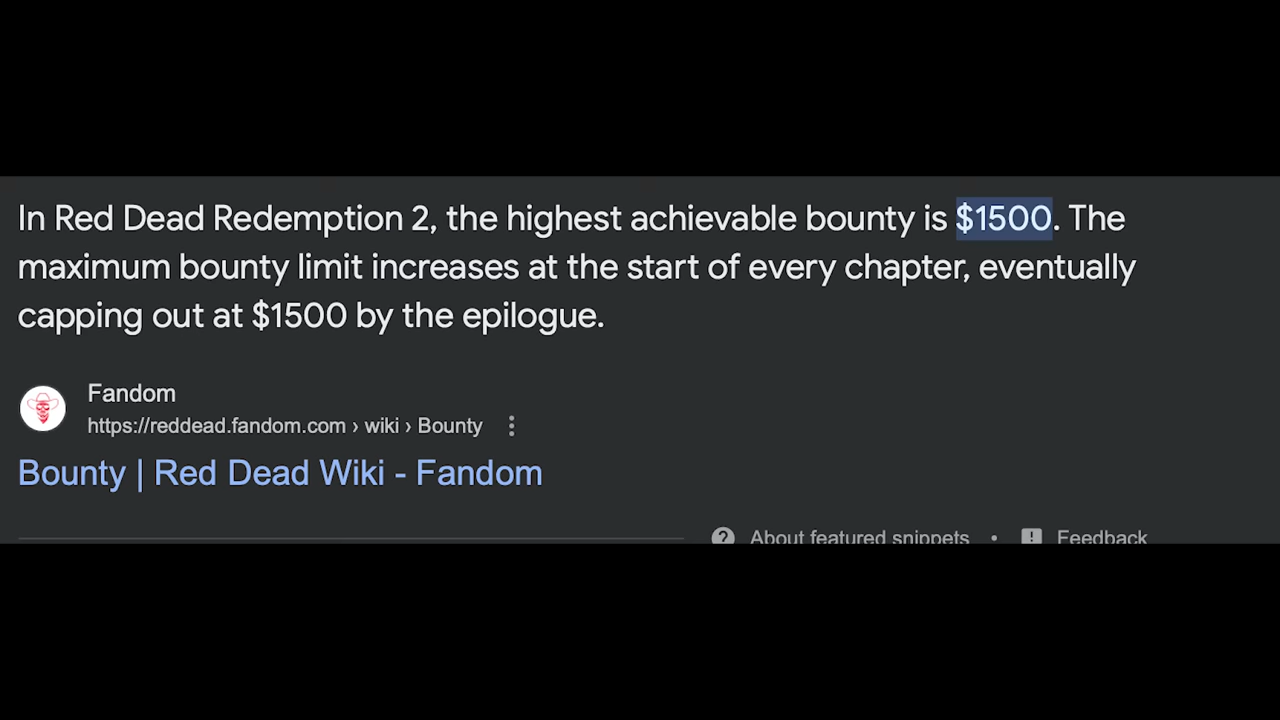 In Red Dead Redemption 2, the highest achievable bounty is $1500. The
maximum bounty limit increases at the start of every chapter, eventually
capping out at $1500 by the epilogue.
Fandom
https://reddead.fandom.com › wiki › Bounty
Bounty | Red Dead Wiki - Fandom
About featured snippets • Feedback